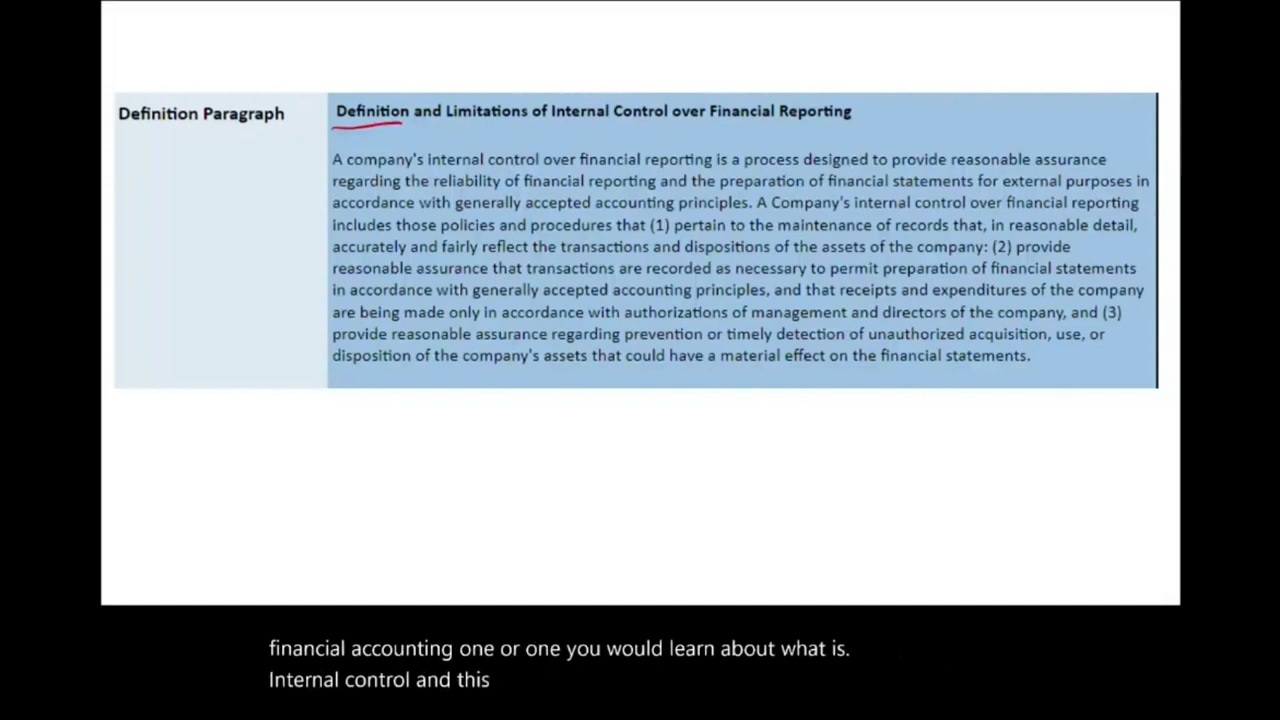 Definition Paragraph
Definition and Limitations of Internal Control over Financial Reporting
A company's internal control over financial reporting is a process designed to provide reasonable assurance
regarding the reliability of financial reporting and the preparation of financial statements for external purposes in
accordance with generally accepted accounting principles. A Company's internal control over financial reporting
includes those policies and procedures that (1) pertain to the maintenance of records that, in reasonable detail,
accurately and fairly reflect the transactions and dispositions of the assets of the company: (2) provide
reasonable assurance that transactions are recorded as necessary to permit preparation of financial statements
in accordance with generally accepted accounting principles, and that receipts and expenditures of the company
are being made only in accordance with authorizations of management and directors of the company, and (3)
provide reasonable assurance regarding prevention or timely detection of unauthorized acquisition, use, or
disposition of the company's assets that could have a material effect on the financial statements.
financial accounting one or one you would learn about what is.
Internal control and this